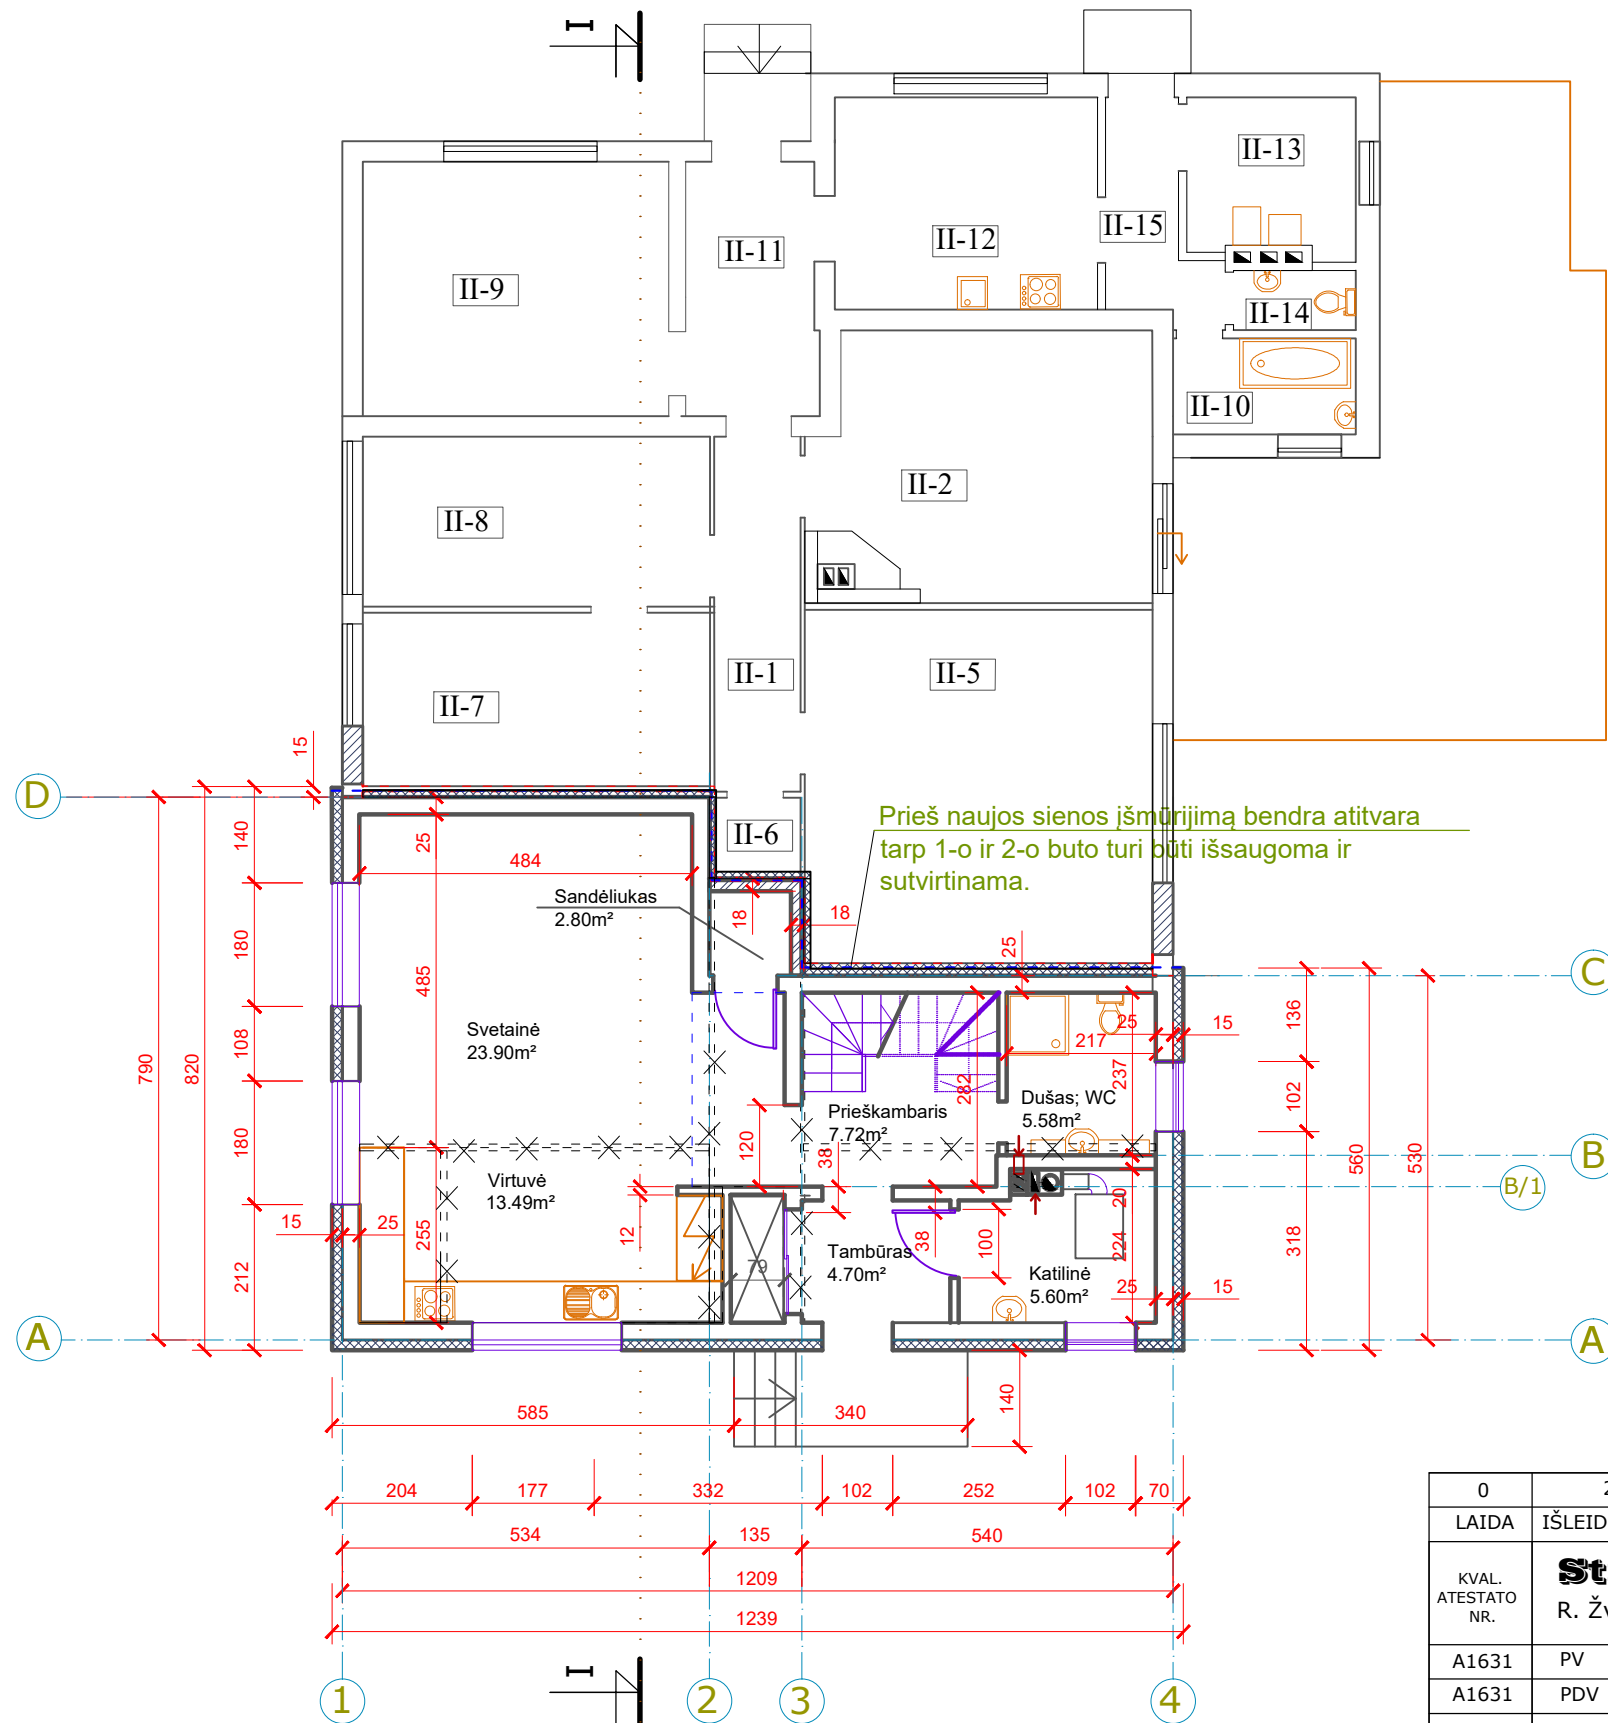 I
II-13
II-15
II-12
II-11
II-9
II-14
II-10
II-2
II-8
II-1
II-5
II-7
15
D
II-6
Prieš naujos sienos įšmūrijimą bendra atitvara
tarp 1-o ir 2-o buto turi būti išsaugoma ir
sutvirtinama.
140
25
484
Sandėliukas
2.80m²
18
18
180
25
485
C
136
25
15
Svetainė
23.90m²
108
217
790
820
237
282
102
Prieškambaris
7.72m²
Dušas; WC
5.58m²
180
120
38
560
530
B
Virtuvė
13.49m²
20
B/1
15
25
255
12
38
100
224
318
Tambūras
4.70m²
79
Katilinė
5.60m²
212
25
15
A
A
140
585
340
204
177
332
102
252
102
70
534
135
540
1209
1239
0
LAIDA
IŠLEID
KVAL.
ATESTATO
NR.
St
R. Žv
A1631
PV
A1631
PDV
I
1
2
3
4